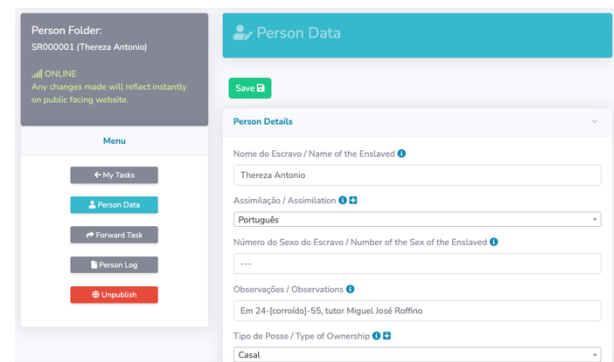 Person Folder:
SR000001 (Thereza Antonio)
ONLINE
Any changes made will reflect instantly
on public facing website.
Menu
My Tasks
Person Data
Forward Task
Person Log
Unpublish
Person Data
Save
Person Details
Nome do Escravo / Name of the Enslaved
Thereza Antonio
Assimilação / Assimilation
Português
Número do Sexo do Escravo / Number of the Sex of the Enslaved
---
Observações / Observations
Em 24-[corroído]-55, tutor Miguel José Roffino
Tipo de Posse / Type of Ownership
Casal